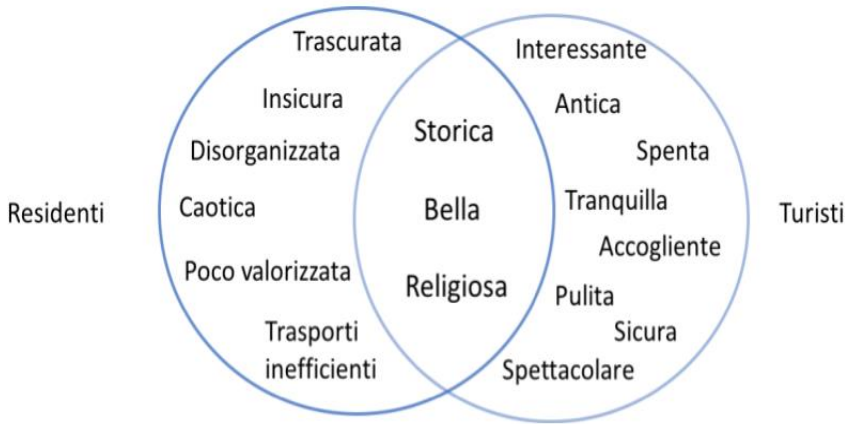 Residenti
Trascurata
Insicura
Disorganizzata
Caotica
Poco valorizzata
Trasporti
inefficienti
Storica
Bella
Religiosa
Interessante
Antica
Spenta
Tranquilla
Accogliente
Pulita
Sicura
Spettacolare
Turisti